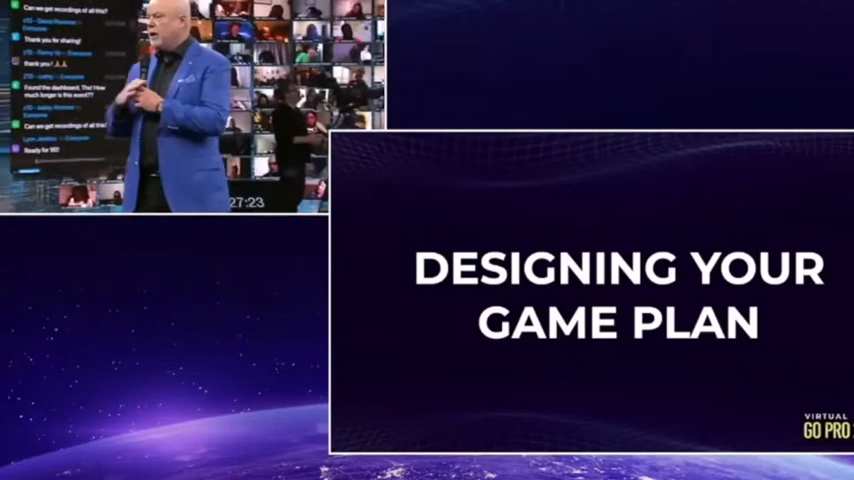 Can we get recordings of all this?
Thank you for sharing!
thank you!
Found the dashboard, Tha! How
much longer is this event??
Can we get recordings of all this
Ready for 90!
27:23
DESIGNING YOUR
GAME PLAN
VIRTUAL
GO PRO